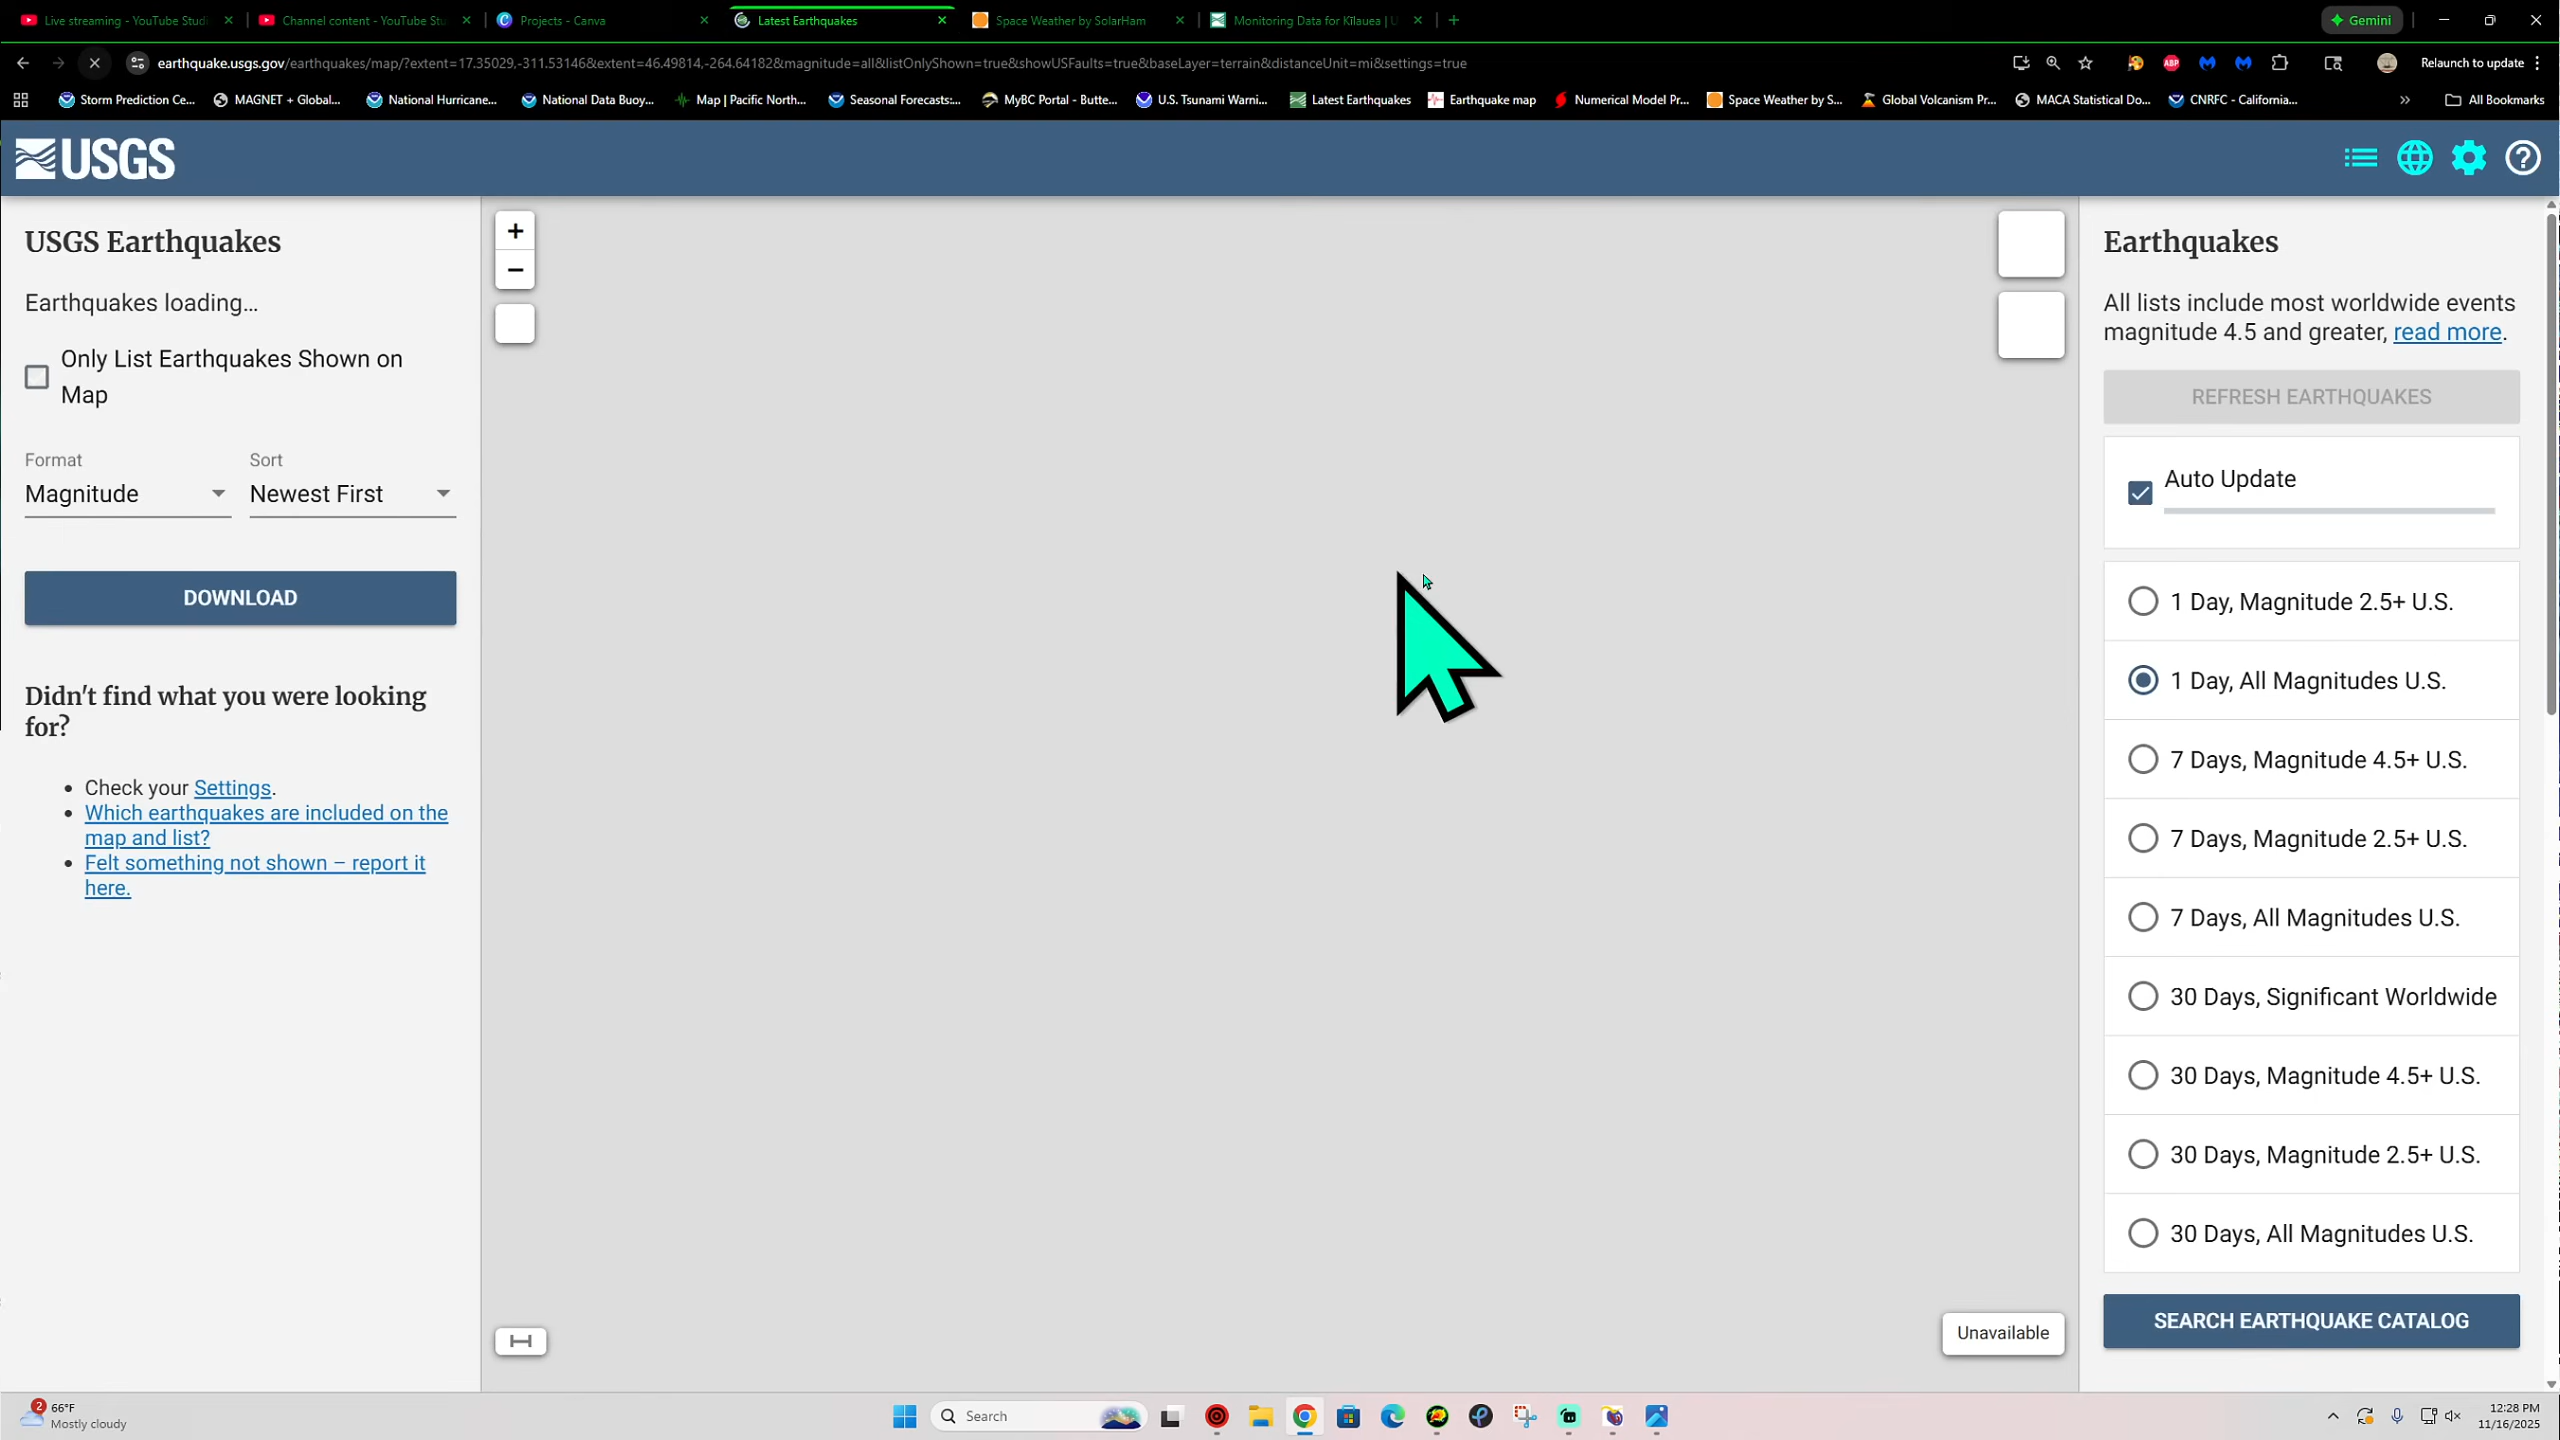 Live streaming - YouTube Studi
Channel content - YouTube Stu
Projects - Canva
Latest Earthquakes
Space Weather by SolarHam
Monitoring Data for Kīlauea | U
Gemini
earthquake.usgs.gov/earthquakes/map/?extent=17.35029,-311.53146&extent=46.49814,-264.64182&magnitude=all&listOnlyShown=true&showUSFaults=true&baseLayer=terrain&distanceUnit=mi&settings=true
ABP
Relaunch to update
Storm Prediction Ce...
MAGNET + Global...
National Hurricane...
National Data Buoy...
Map | Pacific North...
Seasonal Forecasts:...
MyBC Portal - Butte...
U.S. Tsunami Warni...
Latest Earthquakes
Earthquake map
Numerical Model Pr...
Space Weather by S...
Global Volcanism Pr...
MACA Statistical Do...
CNRFC - California...
All Bookmarks
USGS
USGS Earthquakes
Earthquakes loading...
Only List Earthquakes Shown on
Map
Format
Sort
Magnitude
Newest First
DOWNLOAD
Didn't find what you were looking
for?
Check your Settings.
Which earthquakes are included on the
map and list?
Felt something not shown – report it
here.
+
−
Unavailable
Earthquakes
All lists include most worldwide events
magnitude 4.5 and greater, read more.
REFRESH EARTHQUAKES
Auto Update
1 Day, Magnitude 2.5+ U.S.
1 Day, All Magnitudes U.S.
7 Days, Magnitude 4.5+ U.S.
7 Days, Magnitude 2.5+ U.S.
7 Days, All Magnitudes U.S.
30 Days, Significant Worldwide
30 Days, Magnitude 4.5+ U.S.
30 Days, Magnitude 2.5+ U.S.
30 Days, All Magnitudes U.S.
SEARCH EARTHQUAKE CATALOG
2
66°F
Mostly cloudy
Search
12:28 PM
11/16/2025